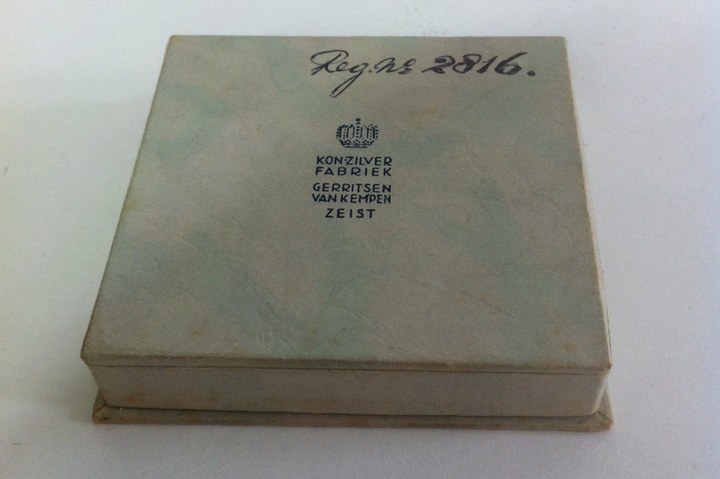 Reg. No 2816.
KON·ZILVER
FABRIEK
GERRITSEN
VAN KEMPEN
ZEIST